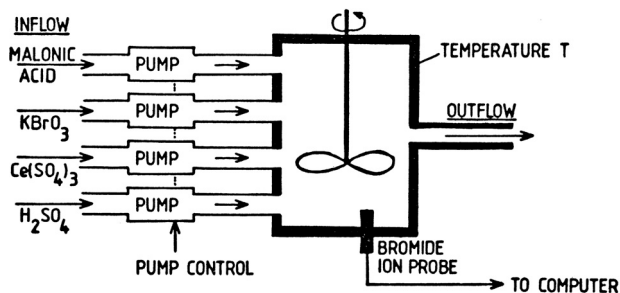 INFLOW
MALONIC
ACID
PUMP
KBrO3
PUMP
Ce(SO4)3
PUMP
H2SO4
PUMP
PUMP CONTROL
TEMPERATURE T
OUTFLOW
BROMIDE
ION PROBE
TO COMPUTER